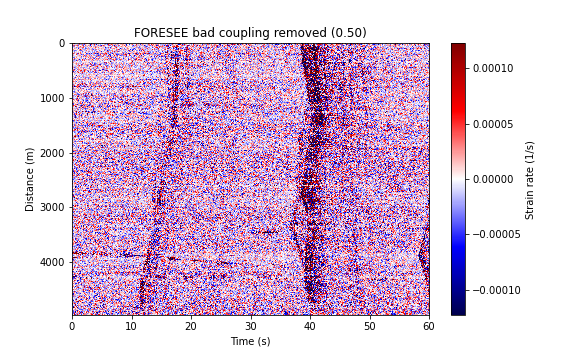 FORESEE bad coupling removed (0.50)
0
1000
2000
3000
4000
Distance (m)
0 10 20 30 40 50 60
Time (s)
0.00010
0.00005
0.00000
−0.00005
−0.00010
Strain rate (1/s)